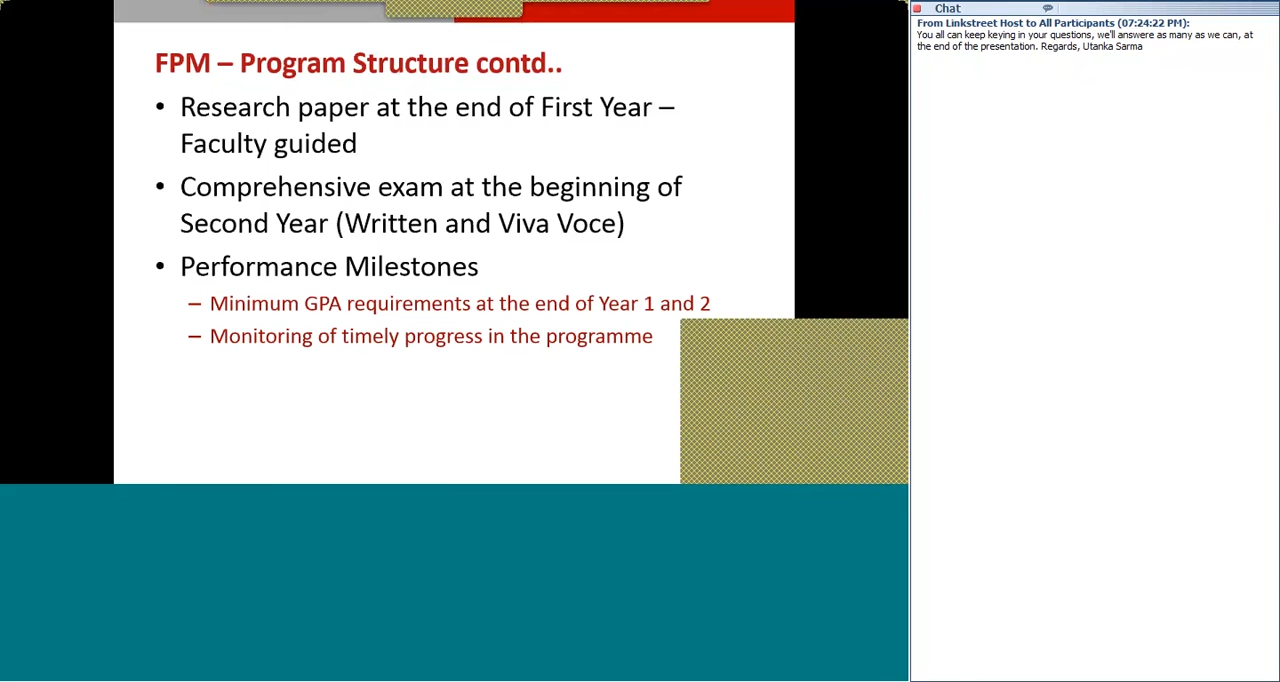 FPM – Program Structure contd..
• Research paper at the end of First Year –
Faculty guided
• Comprehensive exam at the beginning of
Second Year (Written and Viva Voce)
• Performance Milestones
– Minimum GPA requirements at the end of Year 1 and 2
– Monitoring of timely progress in the programme
Chat
From Linkstreet Host to All Participants (07:24:22 PM):
You all can keep keying in your questions, we'll answere as many as we can, at
the end of the presentation. Regards, Utanka Sarma